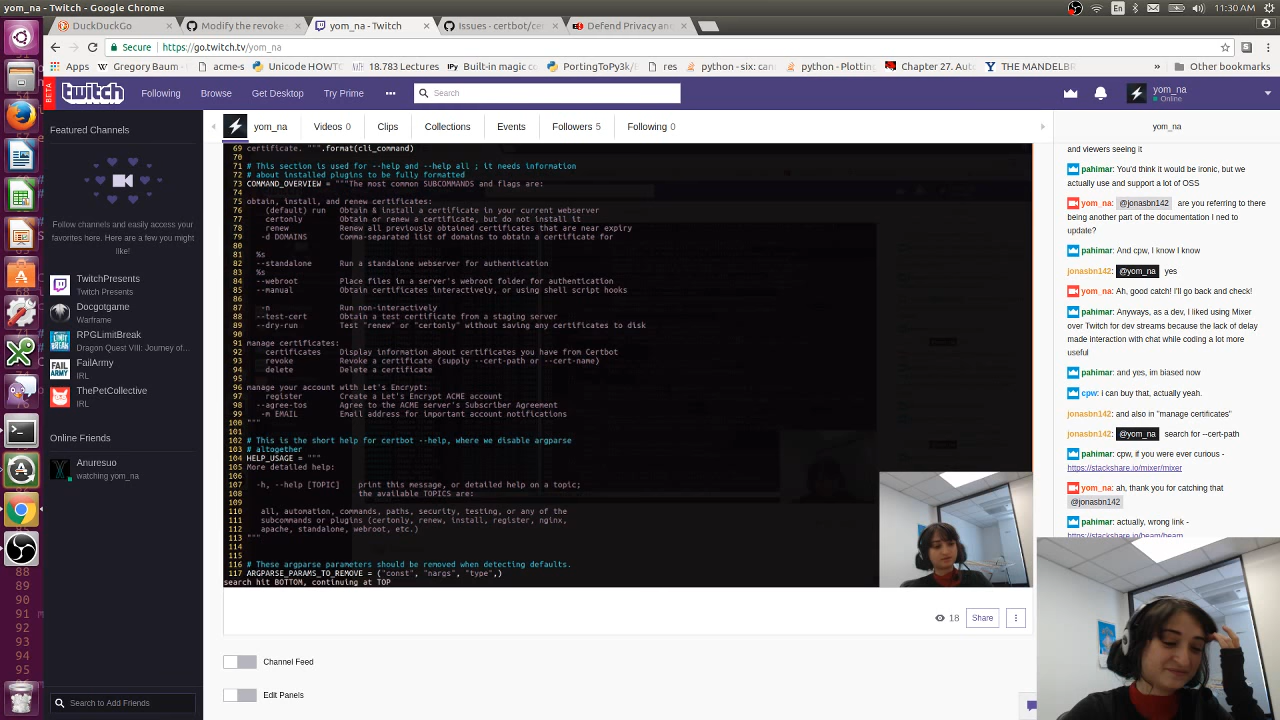 yom_na - Twitch - Google Chrome
En
11:30 AM
DuckDuckGo
Modify the revoke
yom_na - Twitch
Issues · certbot/cer
Defend Privacy and
Secure
https://go.twitch.tv/yom_na
Apps
Gregory Baum
acme-s
Unicode HOWTO
18.783 Lectures
Built-in magic c
PortingToPy3k/E
res
python - Sixx can
python - Plotting
Chapter 27. Auto
THE MANDELBR
»
Other bookmarks
BETA
twitch
Following
Browse
Get Desktop
Try Prime
Search
yom_na
Online
Featured Channels
Follow channels and easily access your
favorites here. Here are a few you might
like!
TwitchPresents
Twitch Presents
Doogotgame
Warframe
RPGLimitBreak
Dragon Quest VIII: Journey of...
FailArmy
IRL
ThePetCollective
IRL
Online Friends
Anuresuo
watching yom_na
Search to Add Friends
88
89
90
91
92
93
94
95
yom_na
Videos 0
Clips
Collections
Events
Followers 5
Following 0
69 certificate. """.format(cli_command)
70
71 # This section is used for --help and --help all ; it needs information
72 # about installed plugins to be fully formatted
73 COMMAND_OVERVIEW = """The most common SUBCOMMANDS and flags are:
74
75 obtain, install, and renew certificates:
76 (default) run Obtain & install a certificate in your current webserver
77 certonly Obtain or renew a certificate, but do not install it
78 renew Renew all previously obtained certificates that are near expiry
79 -d DOMAINS Comma-separated list of domains to obtain a certificate for
80
81 %s
82 --standalone Run a standalone webserver for authentication
83 %s
84 --webroot Place files in a server's webroot folder for authentication
85 --manual Obtain certificates interactively, or using shell script hooks
86
87 -n Run non-interactively
88 --test-cert Obtain a test certificate from a staging server
89 --dry-run Test "renew" or "certonly" without saving any certificates to disk
90
91 manage certificates:
92 certificates Display information about certificates you have from Certbot
93 revoke Revoke a certificate (supply --cert-path or --cert-name)
94 delete Delete a certificate
95
96 manage your account with Let's Encrypt:
97 register Create a Let's Encrypt ACME account
98 --agree-tos Agree to the ACME server's Subscriber Agreement
99 -m EMAIL Email address for important account notifications
100 """
101
102 # This is the short help for certbot --help, where we disable argparse
103 # altogether
104 HELP_USAGE = """
105 More detailed help:
106
107 -h, --help [TOPIC] print this message, or detailed help on a topic;
108 the available TOPICS are:
109
110 all, automation, commands, paths, security, testing, or any of the
111 subcommands or plugins (certonly, renew, install, register, nginx,
112 apache, standalone, webroot, etc.)
113 """
114
115
116 # These argparse parameters should be removed when detecting defaults.
117 ARGPARSE_PARAMS_TO_REMOVE = ("const", "nargs", "type",)
search hit BOTTOM, continuing at TOP
18
Share
Channel Feed
Edit Panels
yom_na
and viewers seeing it
pahimar: You'd think it would be ironic, but we
actually use and support a lot of OSS
yom_na: @jonasbn142 are you referring to there
being another part of the documentation I ned to
update?
pahimar: And cpw, I know I know
jonasbn142: @yom_na yes
yom_na: Ah, good catch! I'll go back and check!
pahimar: Anyways, as a dev, I liked using Mixer
over Twitch for dev streams because the lack of delay
made interaction with chat while coding a lot more
useful
pahimar: and yes, im biased now
cpw: i can buy that, actually yeah.
jonasbn142: and also in "manage certificates"
jonasbn142: @yom_na search for --cert-path
pahimar: cpw, if you were ever curious -
https://stackshare.io/mixer/mixer
yom_na: ah, thank you for catching that
@jonasbn142
pahimar: actually, wrong link -
https://stackshare.io/beam/beam